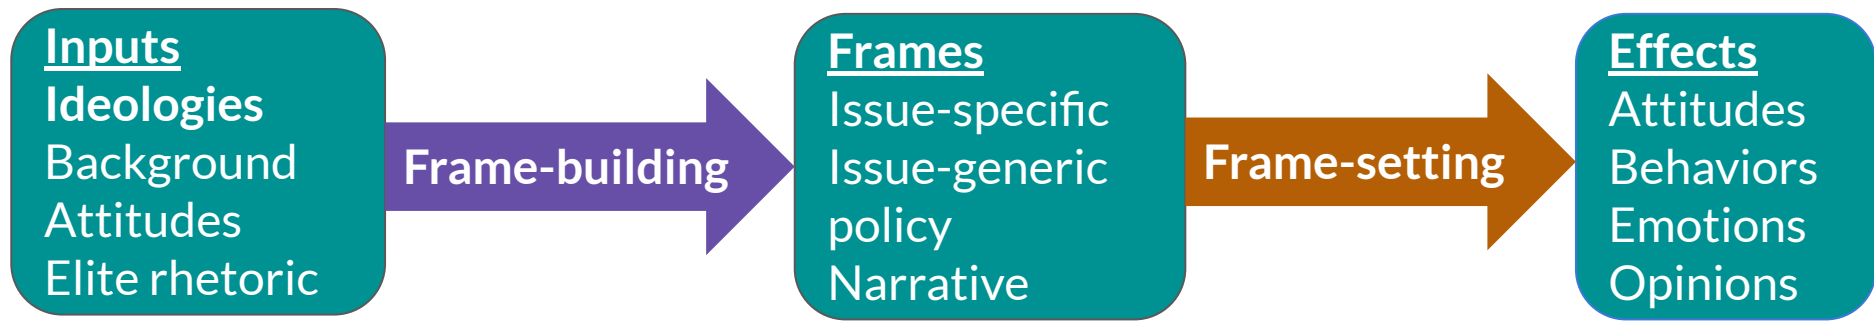 Inputs
Ideologies
Background
Attitudes
Elite rhetoric
Frame-building
Frames
Issue-specific
Issue-generic
policy
Narrative
Frame-setting
Effects
Attitudes
Behaviors
Emotions
Opinions